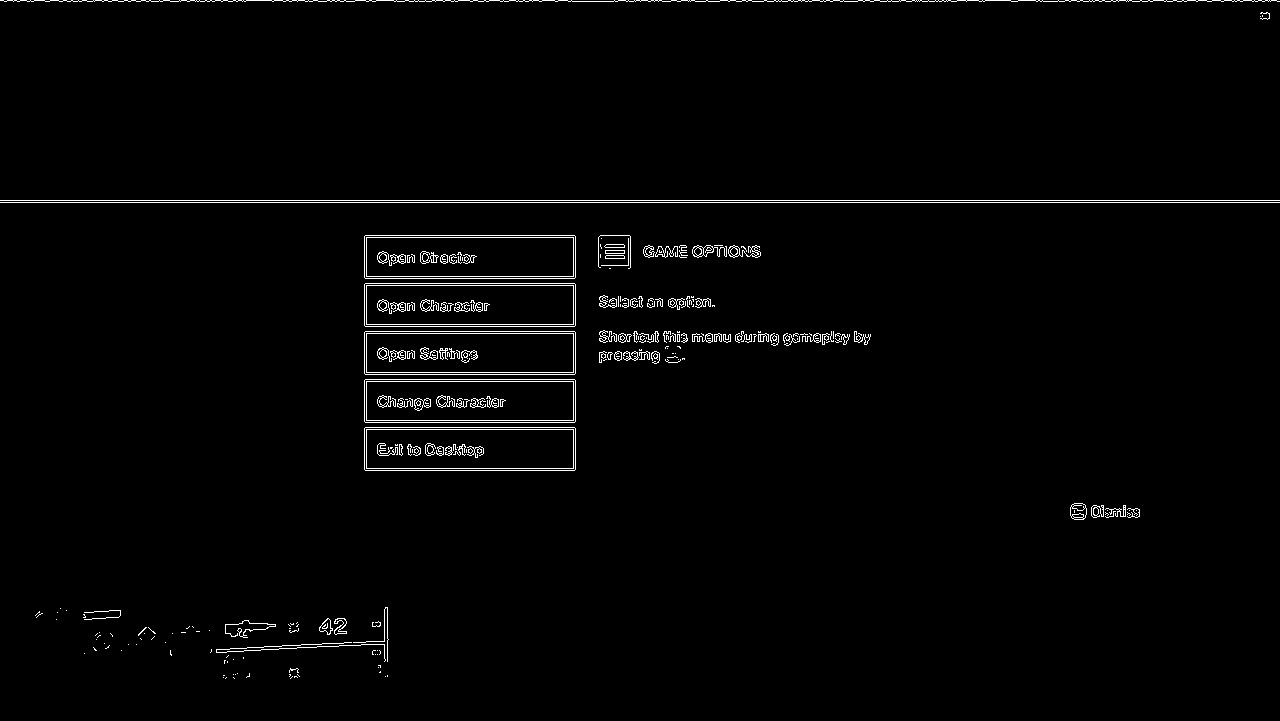 Open Director
Open Character
Open Settings
Change Character
Exit to Desktop
GAME OPTIONS
Select an option.
Shortcut this menu during gameplay by
pressing
Dismiss
42